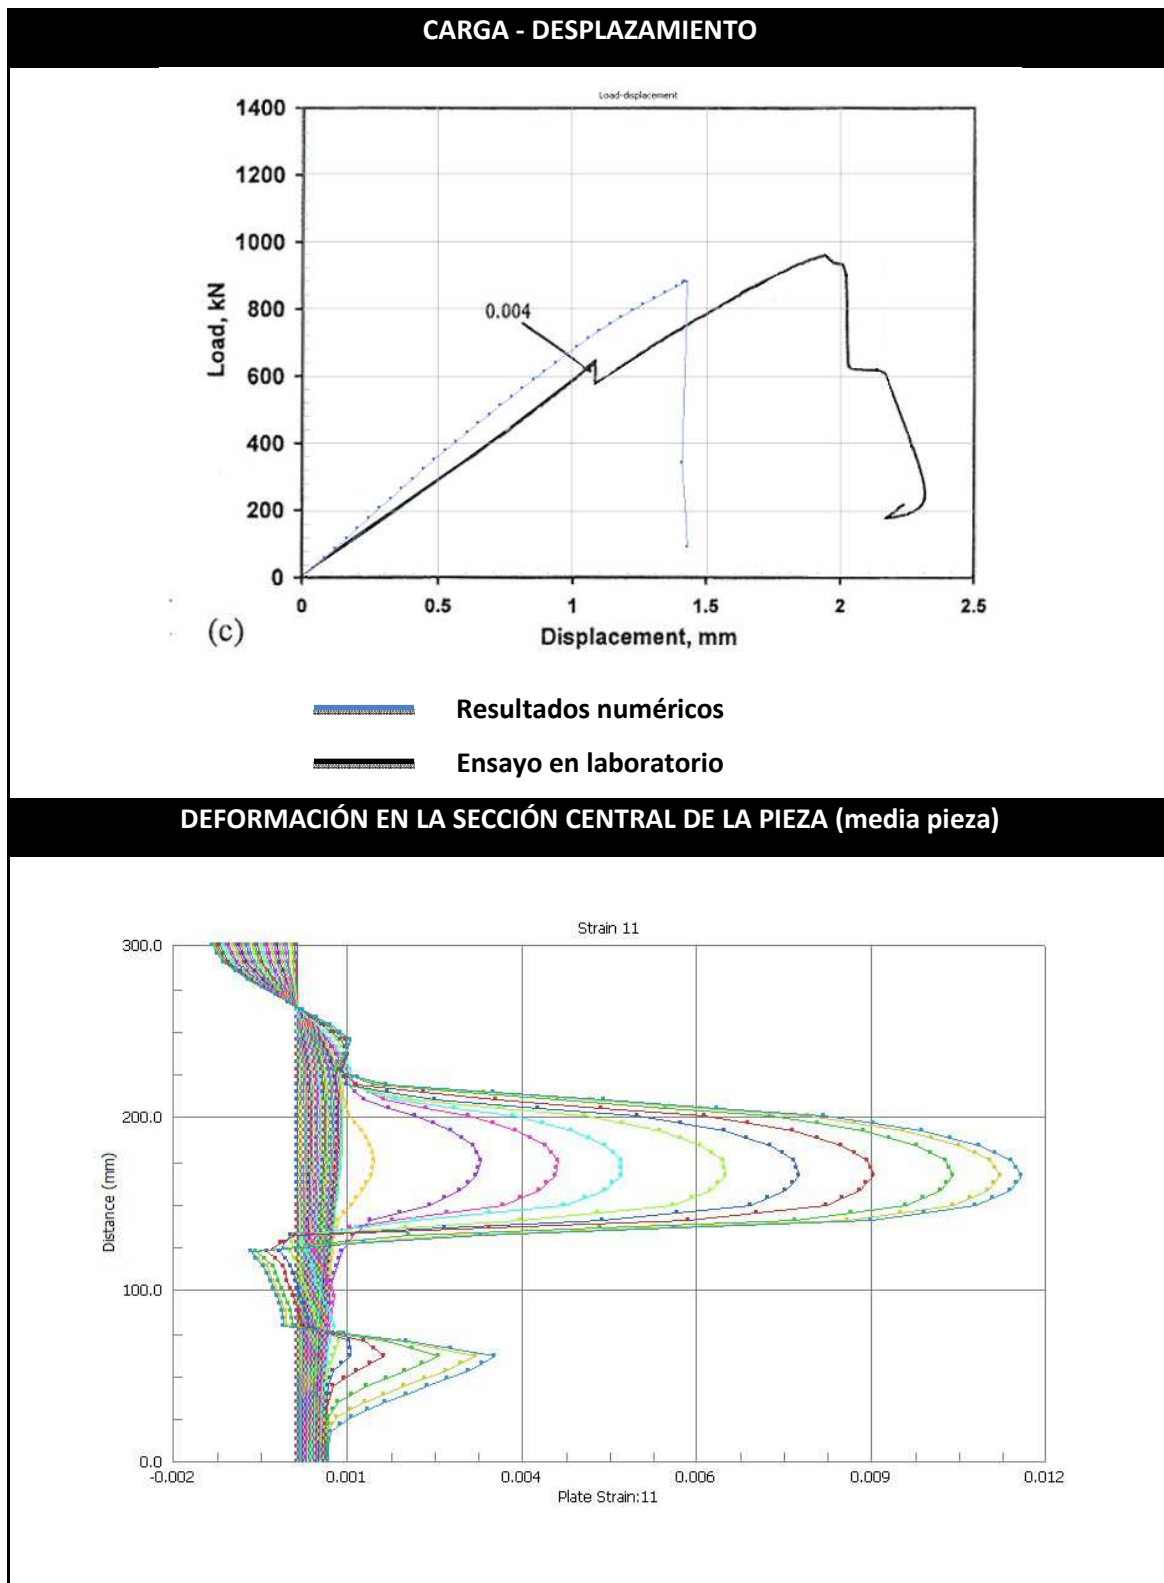 CARGA - DESPLAZAMIENTO
Load-displacement
1400
1200
1000
800
600
400
200
0
Load, kN
0.004
0
0.5
1
1.5
2
2.5
(c)
Displacement, mm
Resultados numéricos
Ensayo en laboratorio
DEFORMACIÓN EN LA SECCIÓN CENTRAL DE LA PIEZA (media pieza)
Strain 11
300.0
200.0
100.0
0.0
Distance (mm)
-0.002
0.001
0.004
0.006
0.009
0.012
Plate Strain:11